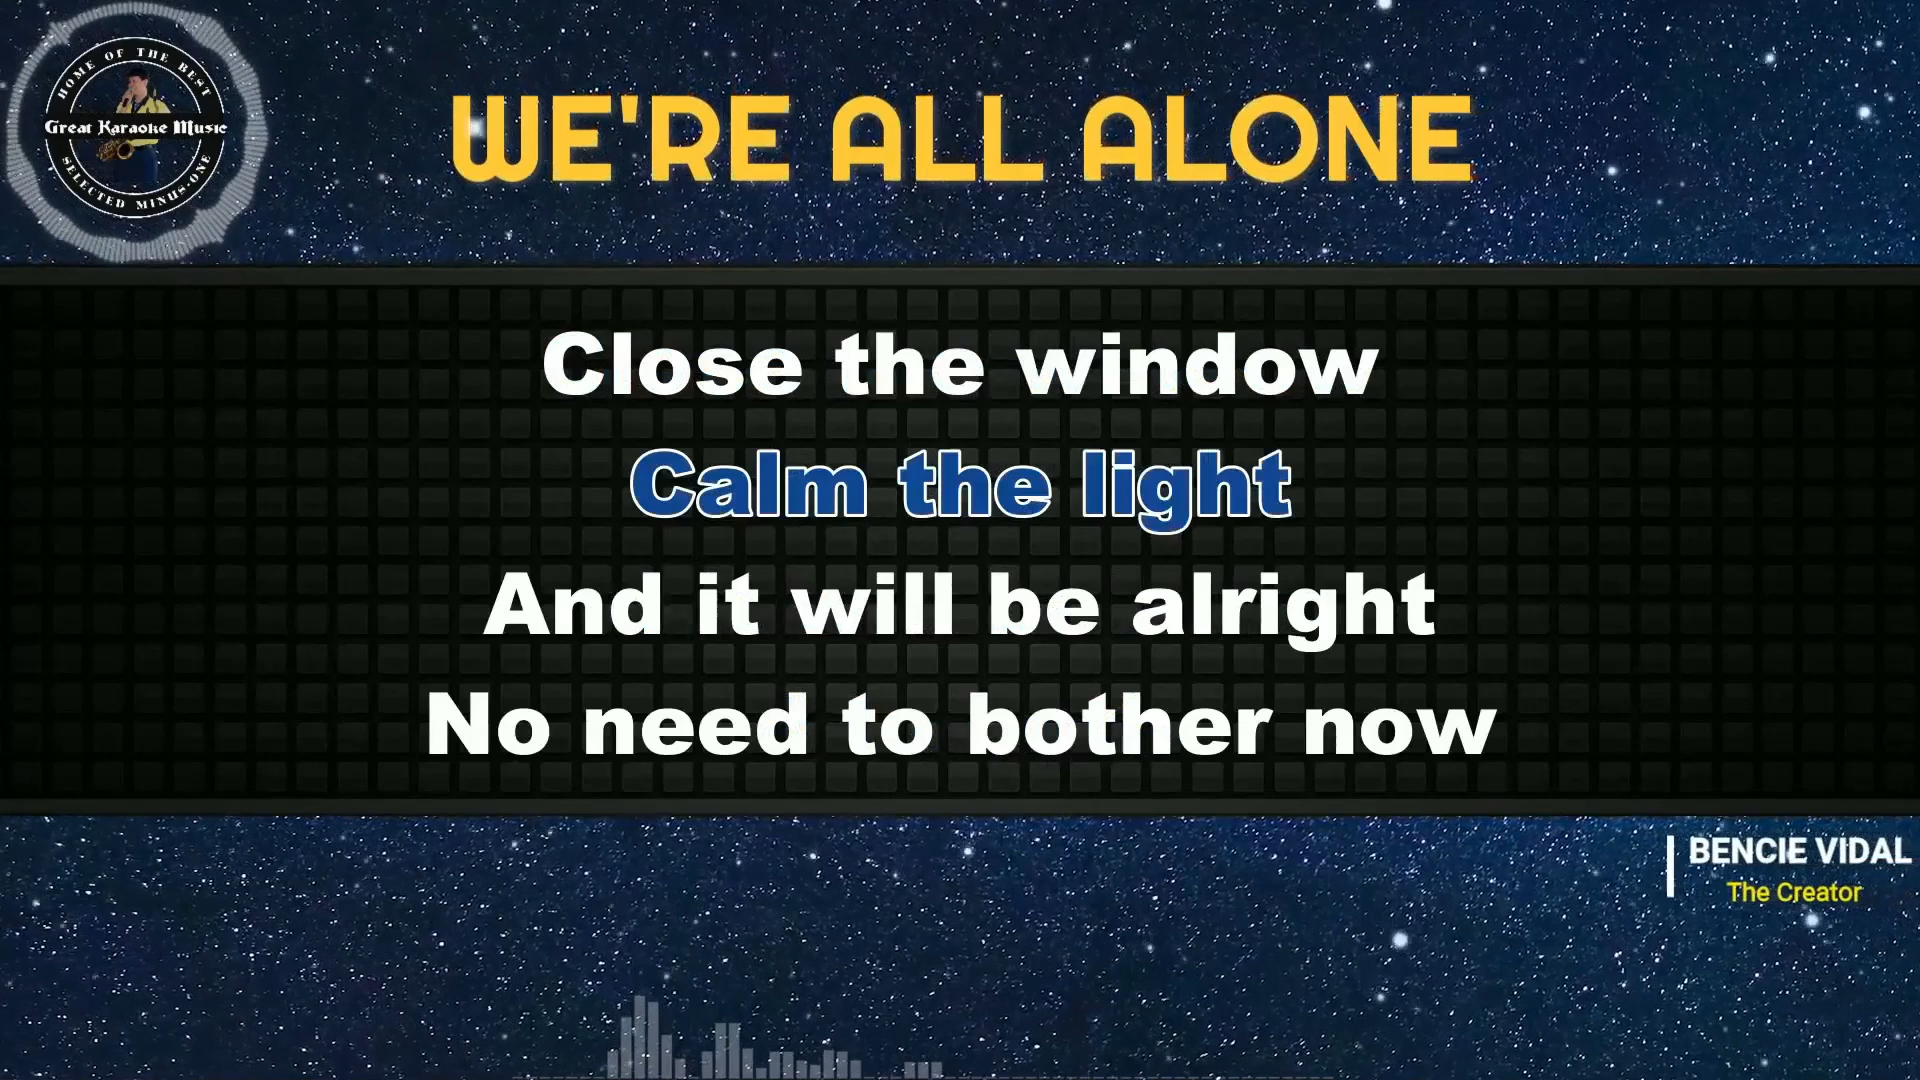 HOME OF THE BEST
Great Karaoke Music
SELECTED MINUS-ONE
WE'RE ALL ALONE
Close the window
Calm the light
And it will be alright
No need to bother now
BENCIE VIDAL
The Creator